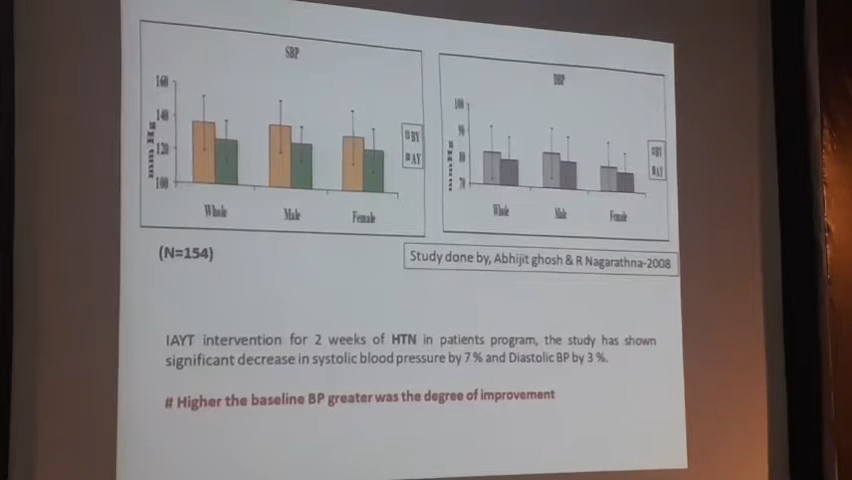 SBP
160
140
120
100
mm Hg
BY
AY
Whole
Male
Female
DBP
100
90
80
70
mmHg
BY
AY
Whole
Male
Female
(N=154)
Study done by, Abhijit ghosh & R Nagarathna-2008
IAYT intervention for 2 weeks of HTN in patients program, the study has shown
significant decrease in systolic blood pressure by 7 % and Diastolic BP by 3 %.
# Higher the baseline BP greater was the degree of improvement